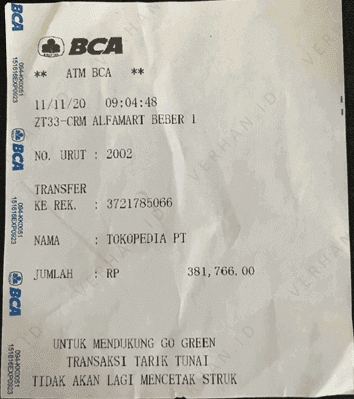 BCA
** ATM BCA **
11/11/20 09:04:48
ZT33-CRM ALFAMART BEBER 1
NO. URUT : 2002
TRANSFER
KE REK. : 3721785066
NAMA : TOKOPEDIA PT
JUMLAH : RP 381,766.00
UNTUK MENDUKUNG GO GREEN
TRANSAKSI TARIK TUNAI
TIDAK AKAN LAGI MENCETAK STRUK
BCA
BCA
BCA
VERHAN ID